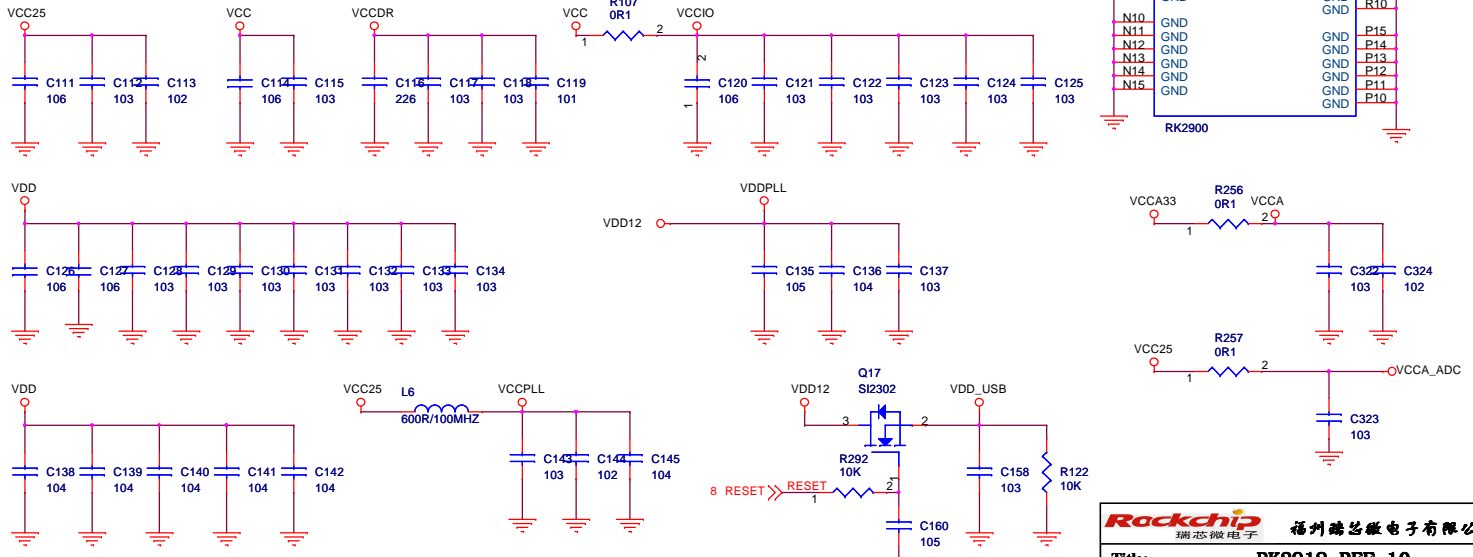 VCC25
VCC
VCCDR
VCC
R107
0R1
VCCIO
1
2
C111
106
C112
103
C113
102
C114
106
C115
103
C116
226
C117
103
C118
103
C119
101
2
1
C120
106
C121
103
C122
103
C123
103
C124
103
C125
103
GND
GND
R10
N10
N11
N12
N13
N14
N15
GND
GND
GND
GND
GND
GND
GND
GND
GND
GND
GND
GND
P15
P14
P13
P12
P11
P10
RK2900
VDD
C126
106
C127
106
C128
103
C129
103
C130
103
C131
103
C132
103
C133
103
C134
103
VDD12
VDDPLL
C135
105
C136
104
C137
103
VCCA33
R256
0R1
VCCA
1
2
C322
103
C324
102
VCC25
R257
0R1
1
2
VCCA_ADC
C323
103
VDD
C138
104
C139
104
C140
104
C141
104
C142
104
VCC25
L6
600R/100MHZ
VCCPLL
C143
103
C144
102
C145
104
VDD12
Q17
SI2302
VDD_USB
3
2
1
R292
10K
8 RESET
RESET
1
2
C158
103
R122
10K
C160
105
Rockchip
瑞芯微电子
福州瑞芯微电子有限公
Title: